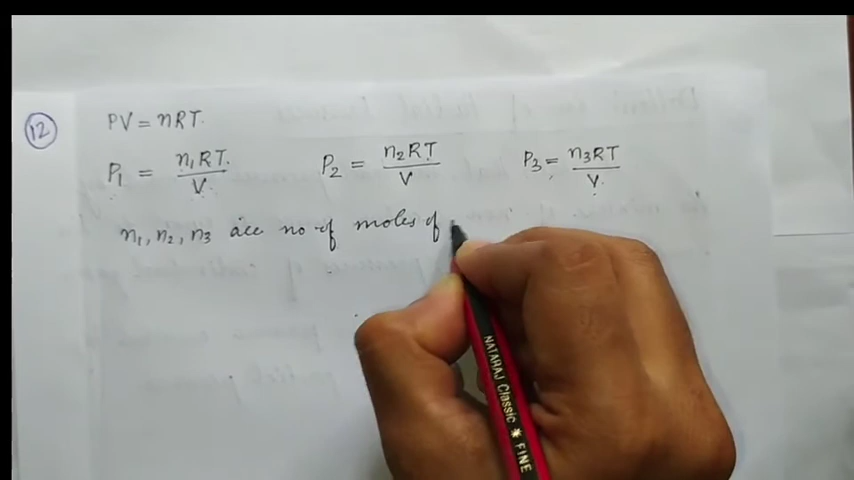 12
PV = nRT.
P₁ = n₁RT. / V
P₂ = n₂RT / V
P₃ = n₃RT / V
n₁, n₂, n₃ are no of moles of
NATARAJ Classic FINE